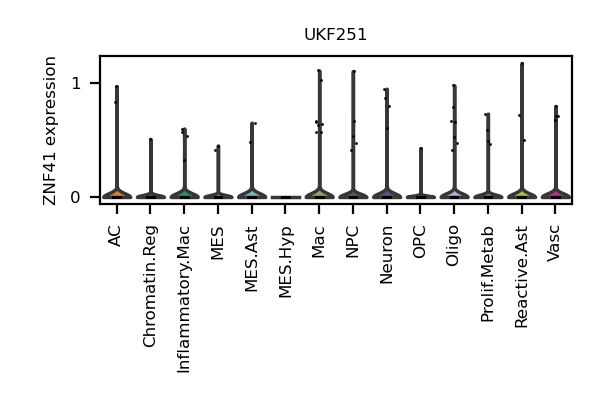 UKF251
ZNF41 expression
1
0
AC
Chromatin.Reg
Inflammatory.Mac
MES
MES.Ast
MES.Hyp
Mac
NPC
Neuron
OPC
Oligo
Prolif.Metab
Reactive.Ast
Vasc